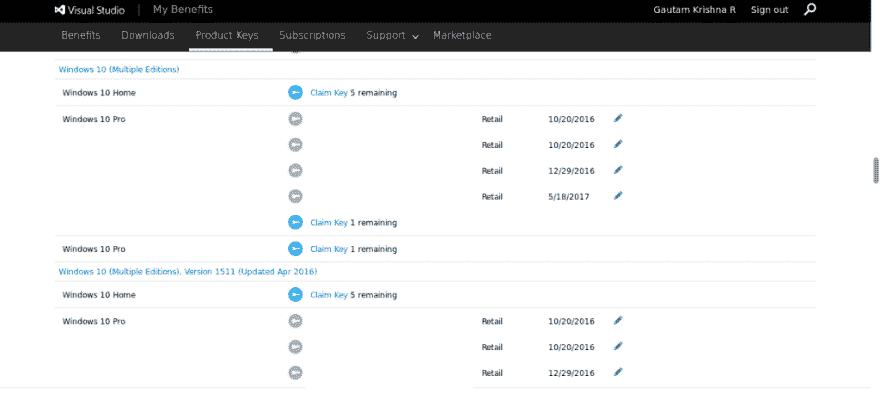 Visual Studio | My Benefits Gautam Krishna R Sign out
Benefits Downloads Product Keys Subscriptions Support Marketplace
Windows 10 (Multiple Editions)
Windows 10 Home Claim Key 5 remaining
Windows 10 Pro Retail 10/20/2016
Retail 10/20/2016
Retail 12/29/2016
Retail 5/18/2017
Claim Key 1 remaining
Windows 10 Pro Claim Key 1 remaining
Windows 10 (Multiple Editions), Version 1511 (Updated Apr 2016)
Windows 10 Home Claim Key 5 remaining
Windows 10 Pro Retail 10/20/2016
Retail 10/20/2016
Retail 12/29/2016